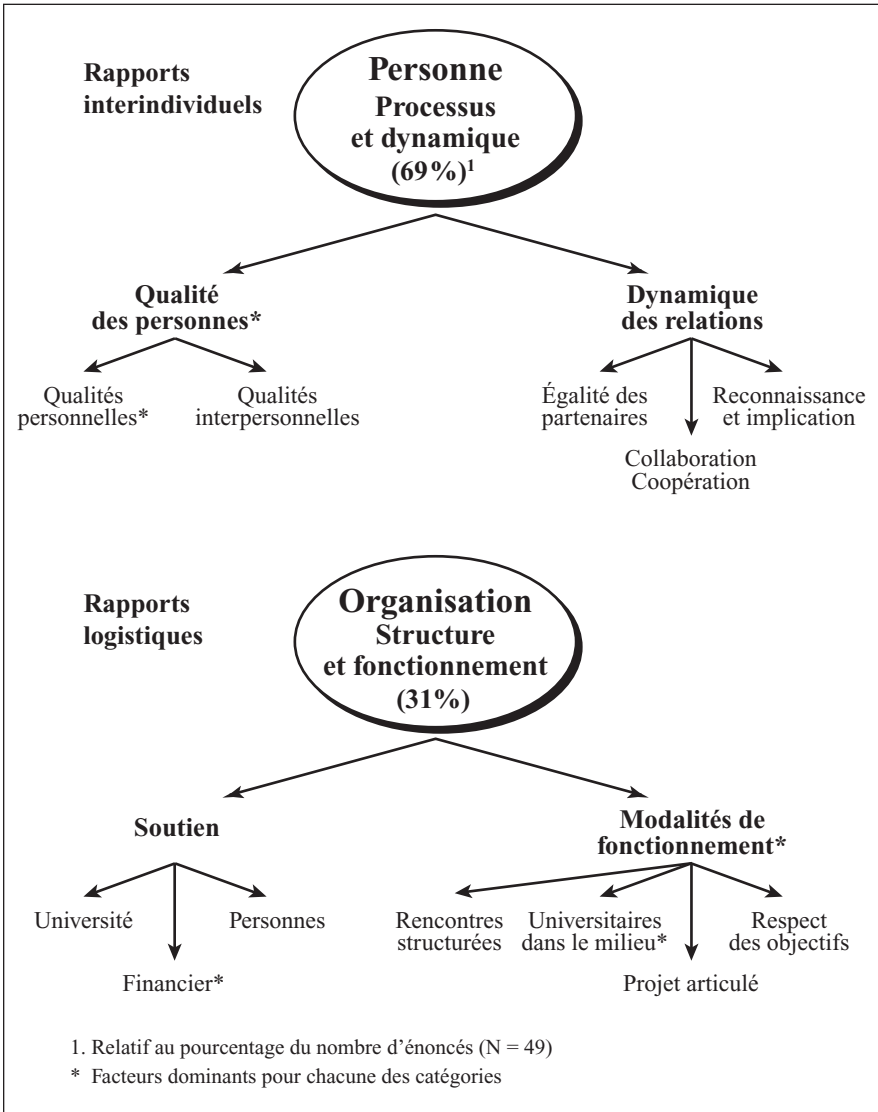 Rapports
interindividuels
Personne
Processus
et dynamique
(69%)¹
Qualité
des personnes*
Dynamique
des relations
Qualités
personnelles*
Qualités
interpersonnelles
Égalité des
partenaires
Reconnaissance
et implication
Collaboration
Coopération
Rapports
logistiques
Organisation
Structure
et fonctionnement
(31%)
Soutien
Modalités de
fonctionnement*
Université
Personnes
Financier*
Rencontres
structurées
Universitaires
dans le milieu*
Respect
des objectifs
Projet articulé
1. Relatif au pourcentage du nombre d'énoncés (N = 49)
* Facteurs dominants pour chacune des catégories